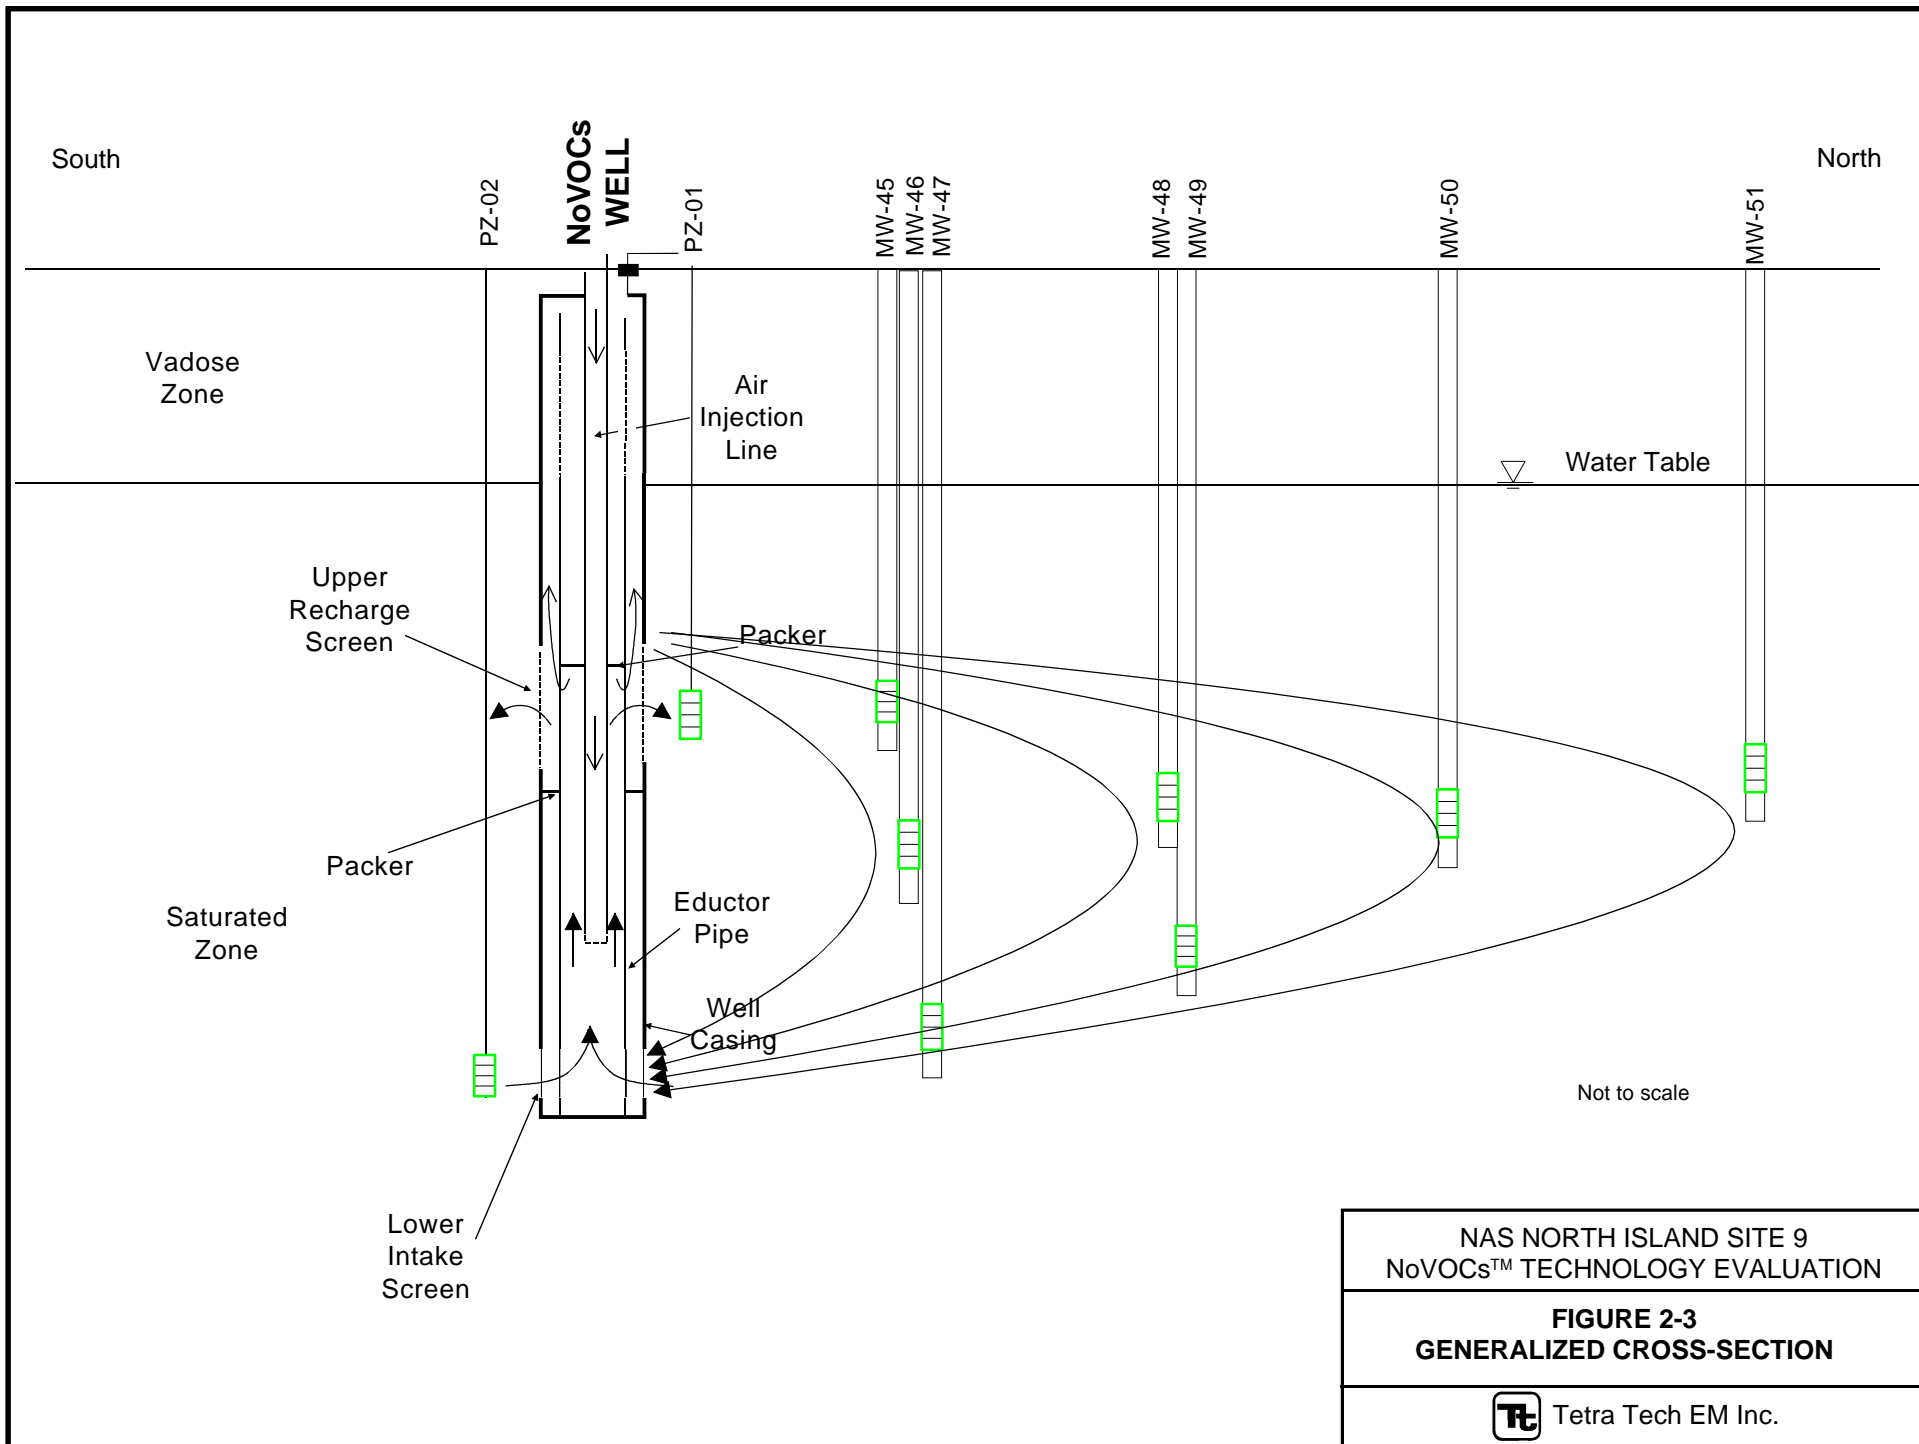 South
North
PZ-02
NoVOCs
WELL
PZ-01
MW-45
MW-46
MW-47
MW-48
MW-49
MW-50
MW-51
Vadose
Zone
Air
Injection
Line
Water Table
Upper
Recharge
Screen
Packer
Packer
Saturated
Zone
Eductor
Pipe
Well
Casing
Not to scale
Lower
Intake
Screen
NAS NORTH ISLAND SITE 9
NoVOCs™ TECHNOLOGY EVALUATION
FIGURE 2-3
GENERALIZED CROSS-SECTION
Tt Tetra Tech EM Inc.